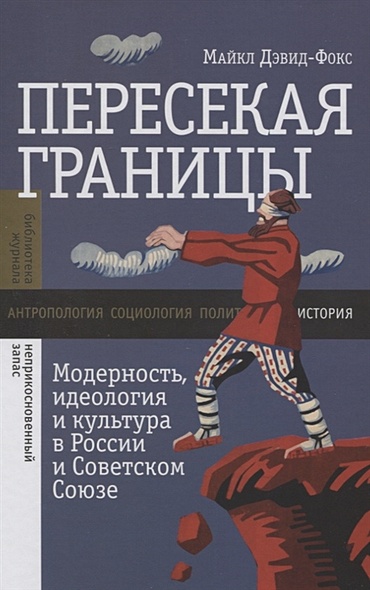 Майкл Дэвид-Фокс
ПЕРЕСЕКАЯ
ГРАНИЦЫ
библиотека
журнала
АНТРОПОЛОГИЯ СОЦИОЛОГИЯ ПОЛИТ ИСТОРИЯ
неприкосновенный
запас
Модерность,
идеология
и культура
в России
и Советском
Союзе